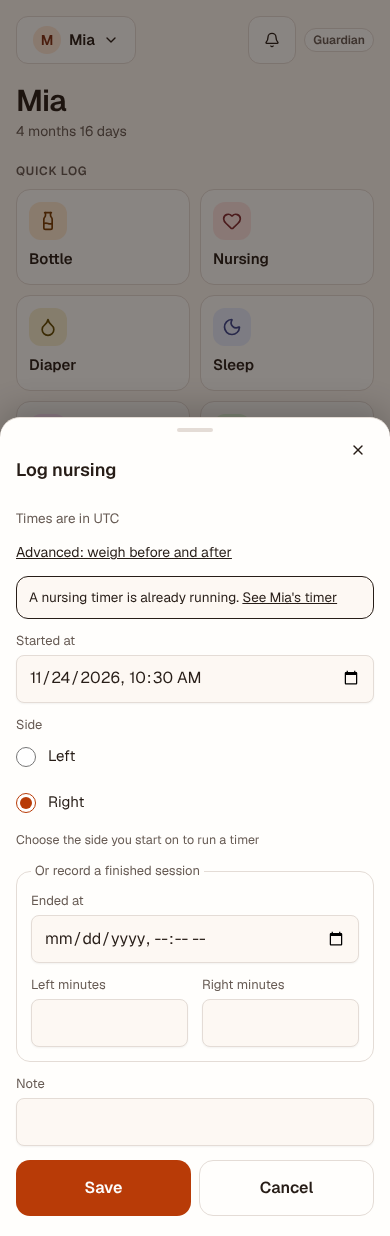 M Mia
Guardian
Mia
4 months 16 days
QUICK LOG
Bottle
Nursing
Diaper
Sleep
Log nursing
Times are in UTC
Advanced: weigh before and after
A nursing timer is already running. See Mia's timer
Started at
11/24/2026, 10:30 AM
Side
Left
Right
Choose the side you start on to run a timer
Or record a finished session
Ended at
mm/dd/yyyy, --:-- --
Left minutes
Right minutes
Note
Save
Cancel